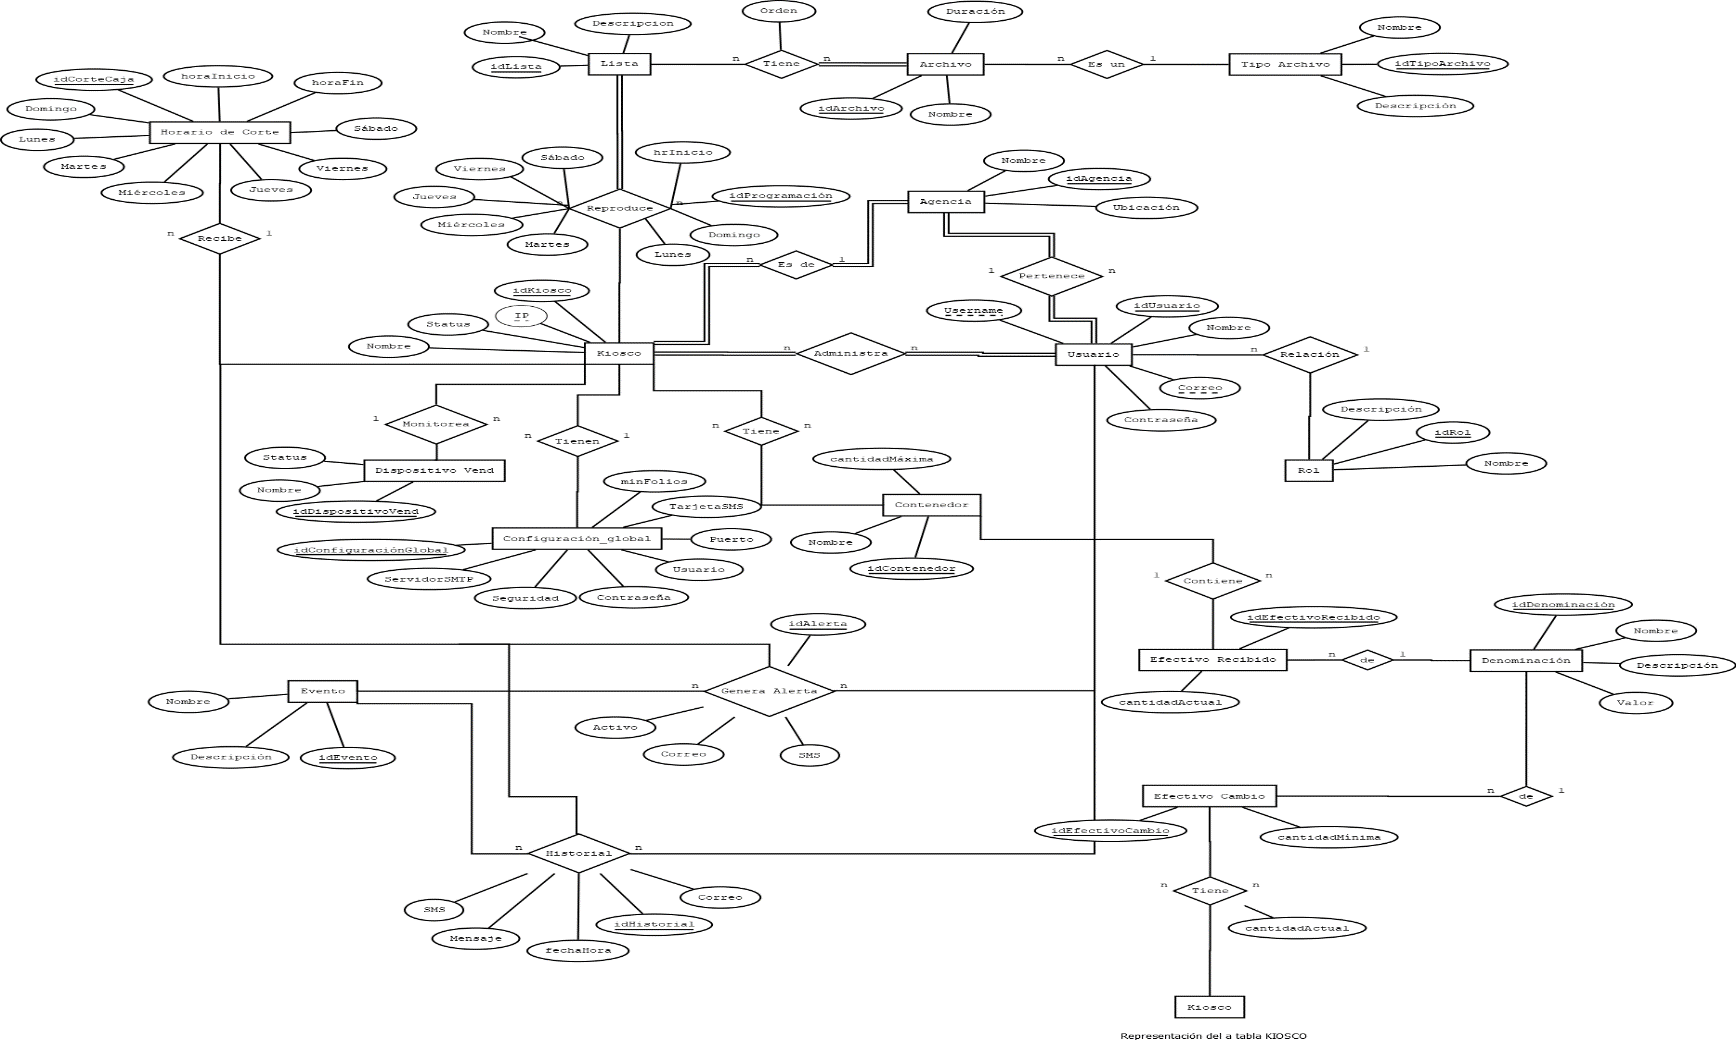 Orden
Duración
Descripcion
Nombre
Lista
idLista
n
Tiene
n
Archivo
n
Es un
1
Tipo Archivo
Nombre
idTipoArchivo
Descripción
idArchivo
Nombre
idCorteCaja
horaInicio
horaFin
Domingo
Sábado
Horario de Corte
Lunes
Martes
Viernes
Miércoles
Jueves
n
Recibe
1
Viernes
Sábado
hrInicio
Jueves
idProgramación
n
Reproduce
n
Miércoles
Martes
Domingo
Lunes
Nombre
idAgencia
Agencia
Ubicación
n
Es de
1
1
Pertenece
n
idKiosco
IP
Status
Nombre
Kiosco
n
Administra
n
Username
idUsuario
Nombre
Usuario
Correo
Contraseña
n
Relación
1
Descripción
idRol
Rol
Nombre
1
Monitorea
n
n
Tienen
1
n
Tiene
n
Status
Dispositivo Vend
Nombre
idDispositivoVend
minFolios
TarjetaSMS
Configuración_global
Puerto
idConfiguraciónGlobal
Usuario
ServidorSMTP
Seguridad
Contraseña
cantidadMáxima
Contenedor
Nombre
idContenedor
1
Contiene
n
idEfectivoRecibido
Efectivo Recibido
n
de
1
Denominación
idDenominación
Nombre
Descripción
Valor
cantidadActual
idAlerta
Evento
n
Genera Alerta
n
Nombre
Descripción
idEvento
Activo
Correo
SMS
Efectivo Cambio
n
de
1
idEfectivoCambio
cantidadMínima
n
Historial
n
SMS
Mensaje
fechaHora
idHistorial
Correo
n
Tiene
n
cantidadActual
Kiosco
Representación del a tabla KIOSCO